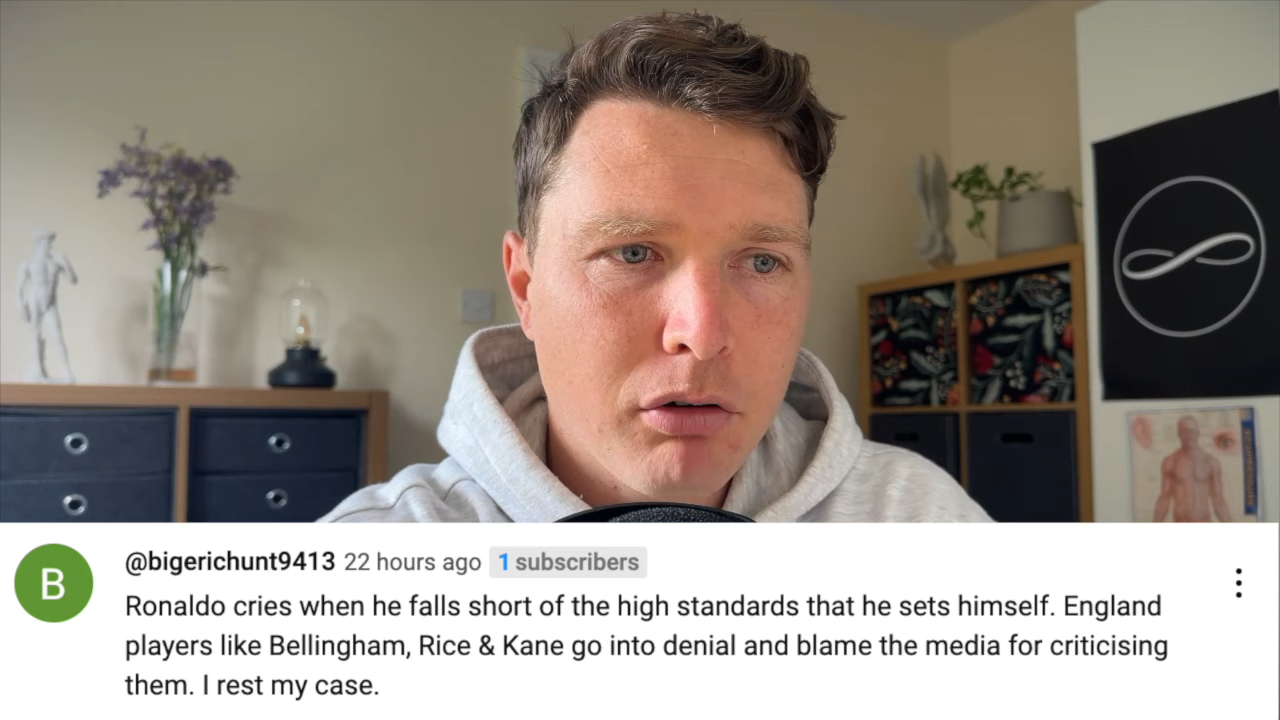 B
@bigerichunt9413 22 hours ago 1 subscribers
Ronaldo cries when he falls short of the high standards that he sets himself. England
players like Bellingham, Rice & Kane go into denial and blame the media for criticising
them. I rest my case.